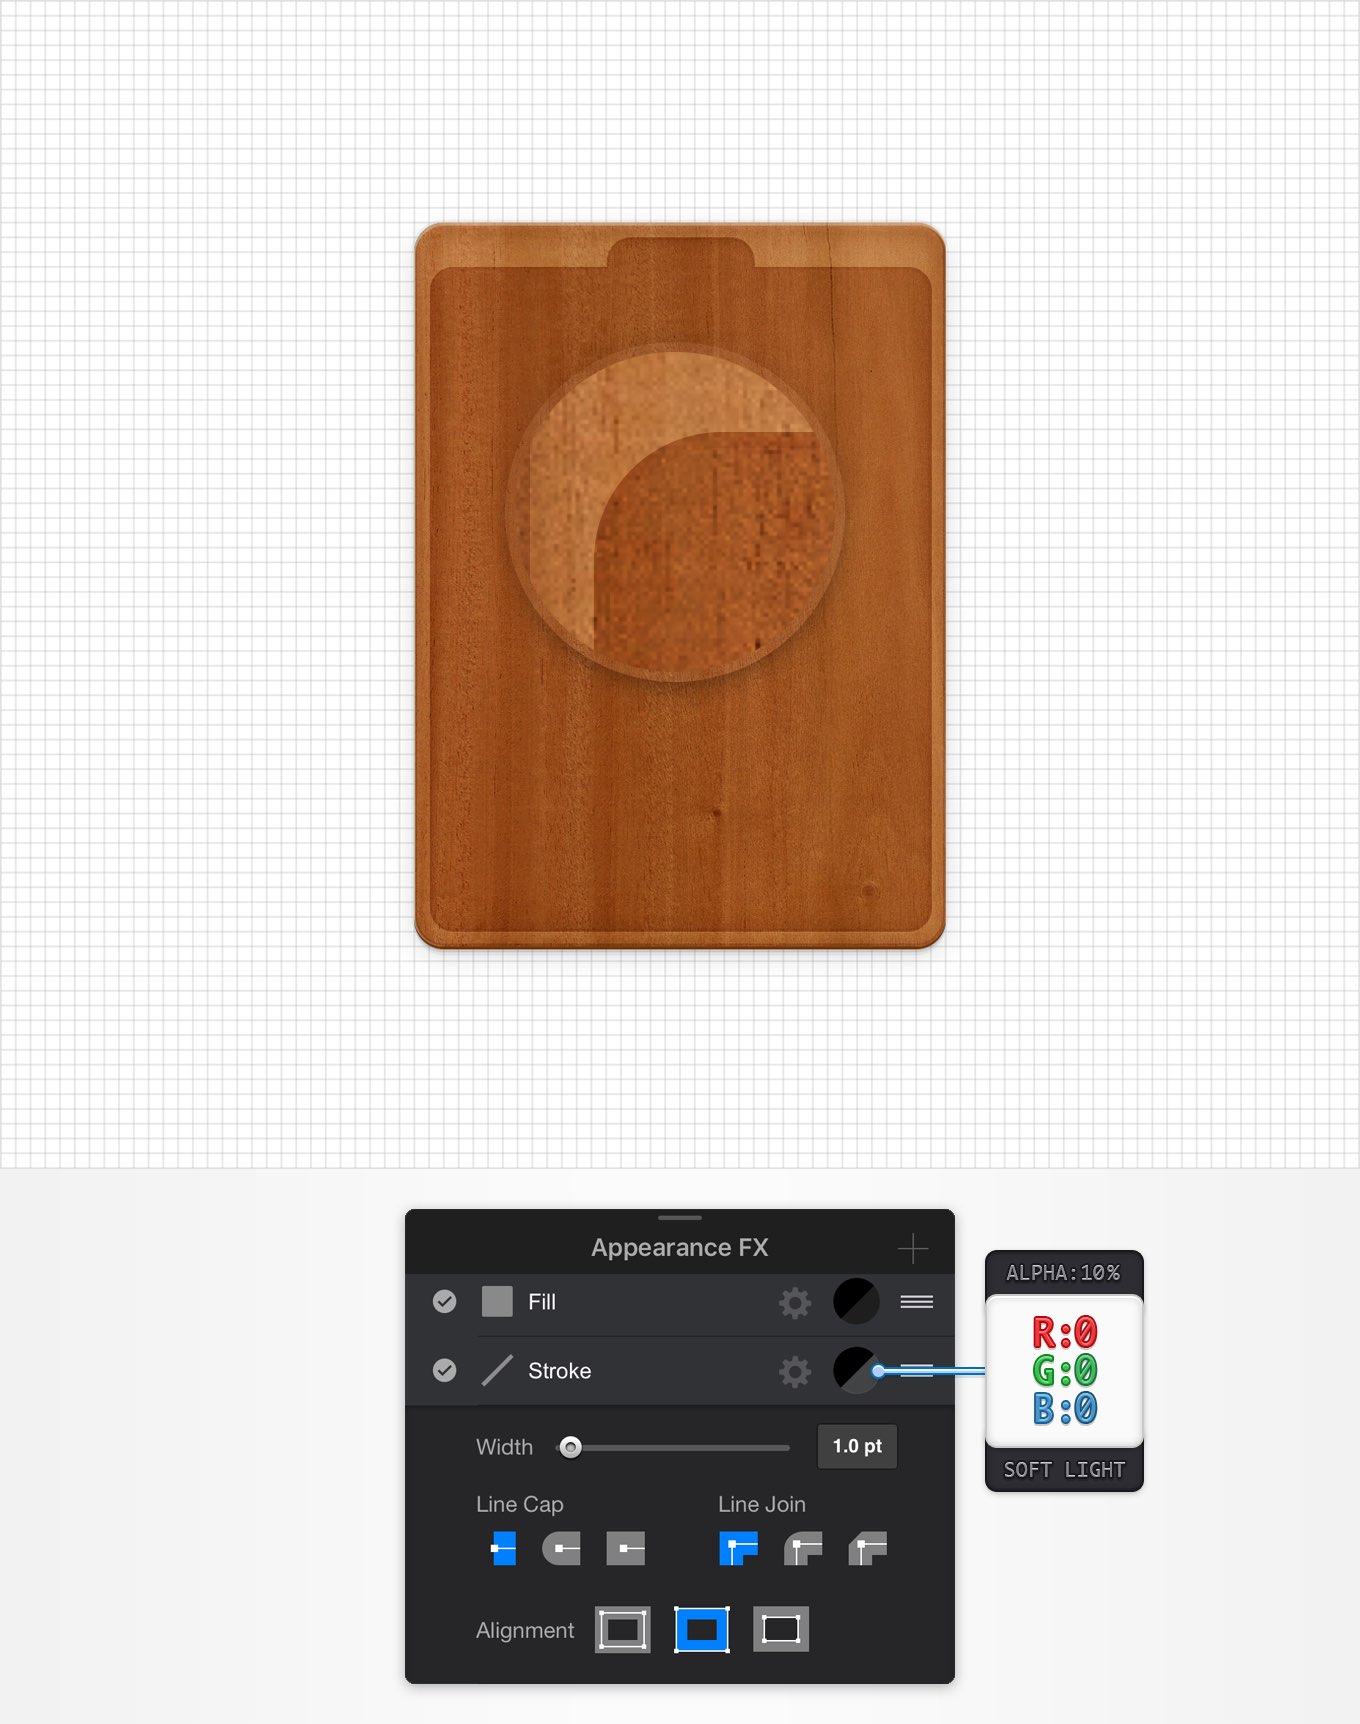 Appearance FX
Fill
Stroke
Width
1.0 pt
Line Cap
Line Join
Alignment
ALPHA:10%
R:0
G:0
B:0
SOFT LIGHT